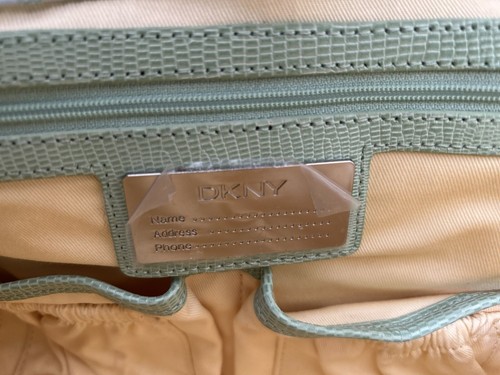 DKNY
Name ........................
Address ....................
Phone ......................